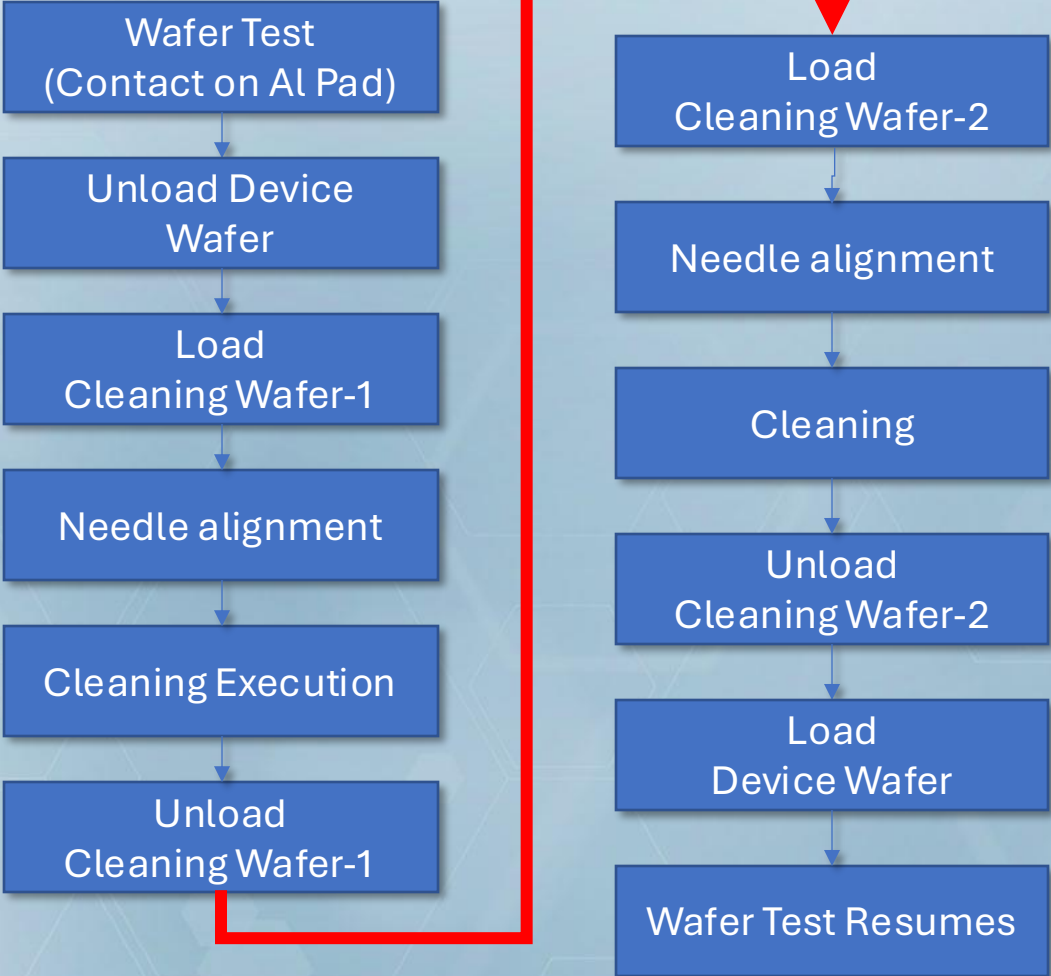 Wafer Test
(Contact on Al Pad)
Unload Device
Wafer
Load
Cleaning Wafer-1
Needle alignment
Cleaning Execution
Unload
Cleaning Wafer-1
Load
Cleaning Wafer-2
Needle alignment
Cleaning
Unload
Cleaning Wafer-2
Load
Device Wafer
Wafer Test Resumes